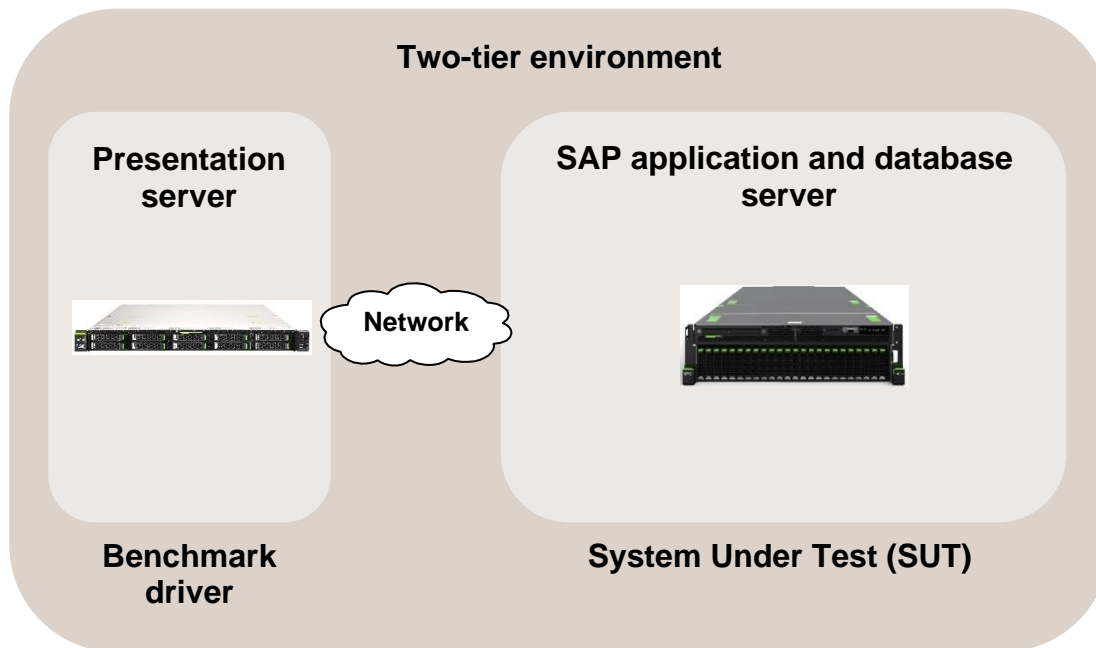 Two-tier environment
Presentation
server
SAP application and database
server
Network
Benchmark
driver
System Under Test (SUT)